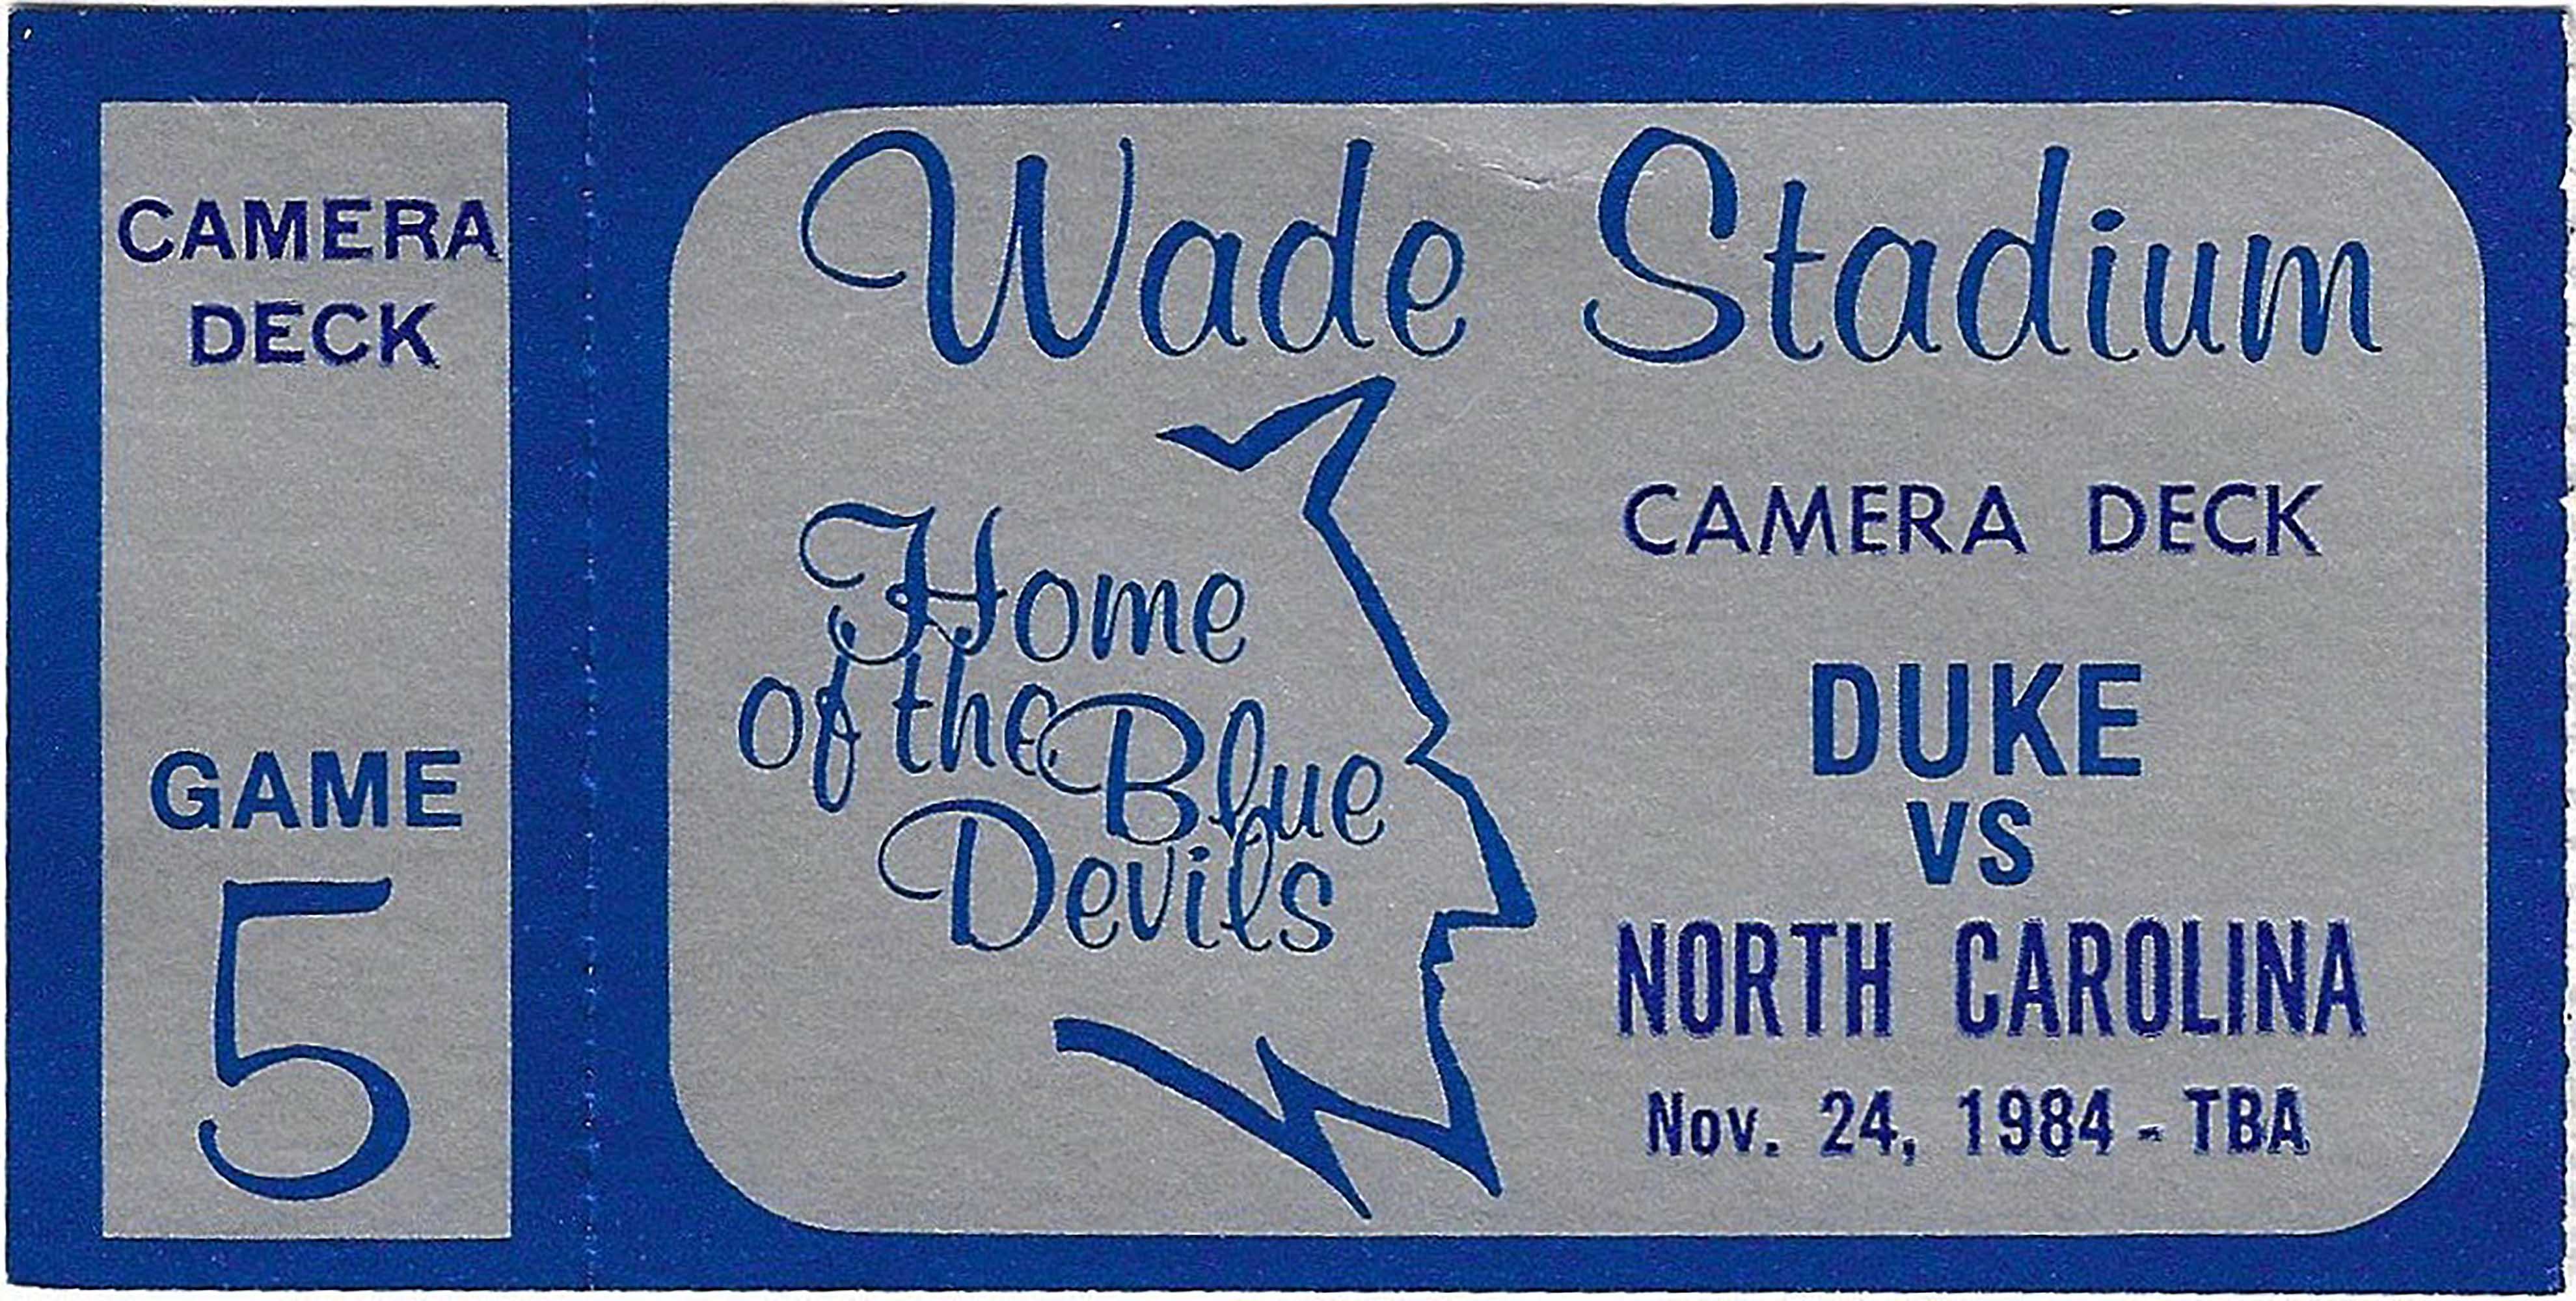 CAMERA
DECK
GAME
5
Wade Stadium
Home
of the Blue
Devils
CAMERA DECK
DUKE
VS
NORTH CAROLINA
Nov. 24, 1984 - TBA